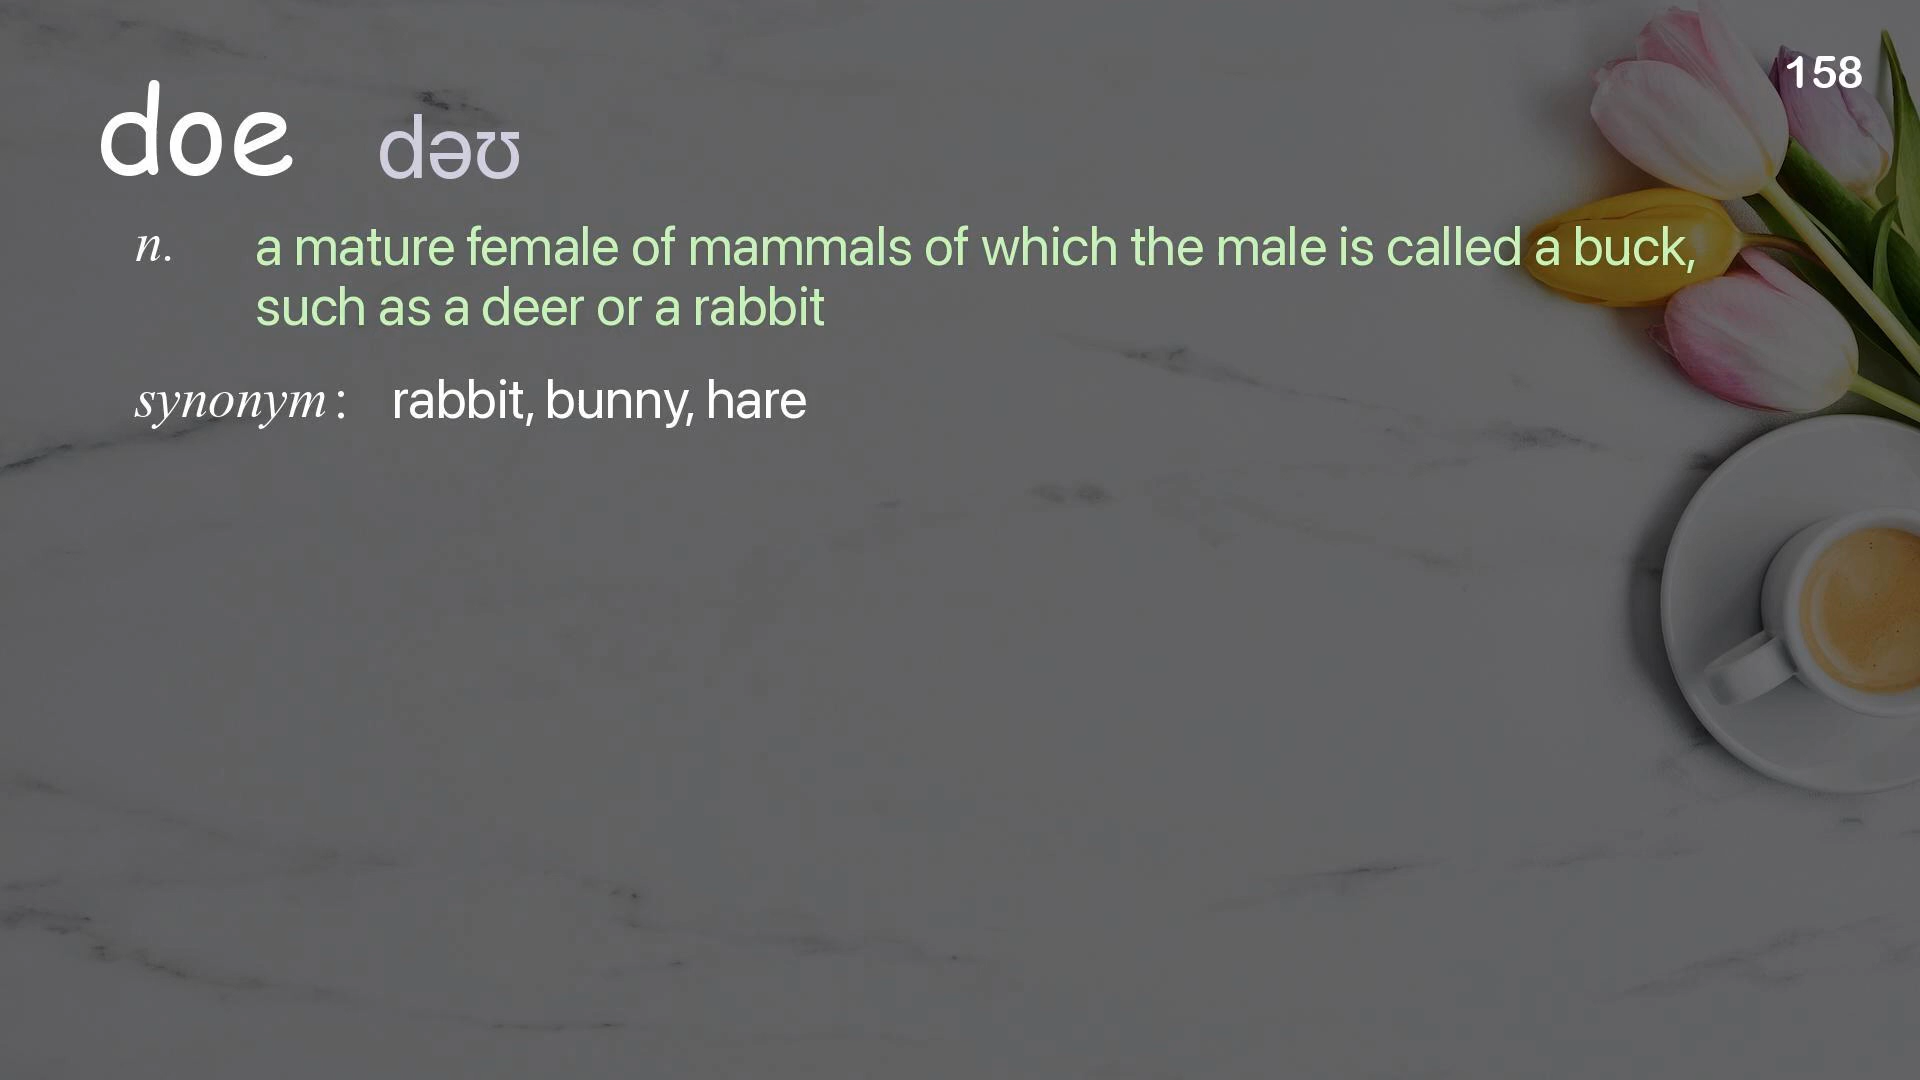 158
doe dəʊ
n. a mature female of mammals of which the male is called a buck,
such as a deer or a rabbit
synonym: rabbit, bunny, hare